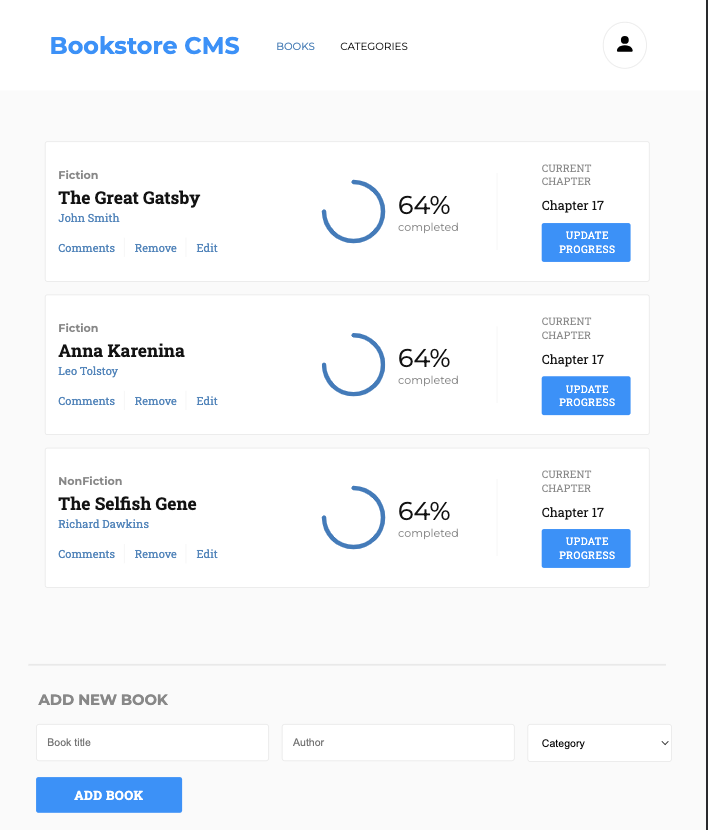 Bookstore CMS
BOOKS
CATEGORIES
Fiction
The Great Gatsby
John Smith
Comments
Remove
Edit
64%
completed
CURRENT
CHAPTER
Chapter 17
UPDATE
PROGRESS
Fiction
Anna Karenina
Leo Tolstoy
Comments
Remove
Edit
64%
completed
CURRENT
CHAPTER
Chapter 17
UPDATE
PROGRESS
NonFiction
The Selfish Gene
Richard Dawkins
Comments
Remove
Edit
64%
completed
CURRENT
CHAPTER
Chapter 17
UPDATE
PROGRESS
ADD NEW BOOK
Book title
Author
Category
ADD BOOK